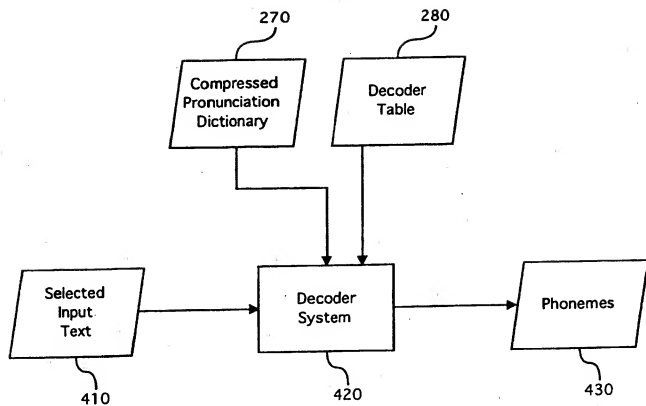 270
280
Compressed
Pronunciation
Dictionary
Decoder
Table
Selected
Input
Text
Decoder
System
Phonemes
410
420
430